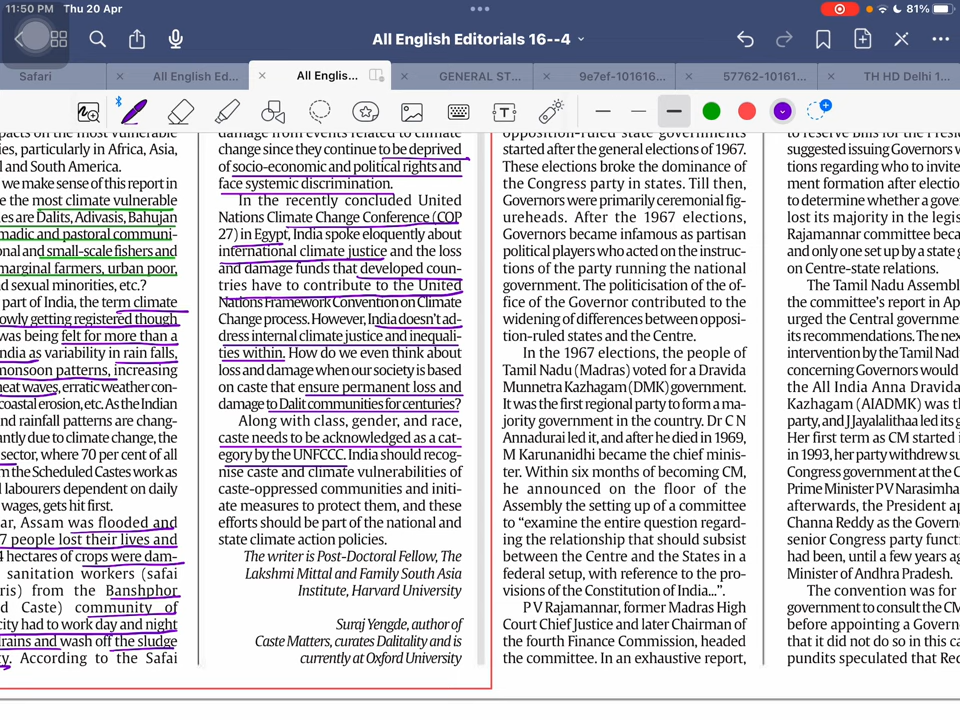 11:50 PM Thu 20 Apr
81%
All English Editorials 16--4
Safari
All English Ed...
All Englis...
GENERAL ST...
9e7ef-101616...
57762-10161...
TH HD Delhi 1...
pacts on the most vulnerable
ies, particularly in Africa, Asia,
l and South America.
we make sense of this report in
e the most climate vulnerable
es are Dalits, Adivasis, Bahujan
madic and pastoral communi-
onal and small-scale fishers and
marginal farmers, urban poor,
nd sexual minorities, etc.?
part of India, the term climate
owly getting registered though
was being felt for more than a
ndia as variability in rain falls,
monsoon patterns, increasing
heat waves, erratic weather con-
coastal erosion, etc. As the Indian
nd rainfall patterns are chang-
antly due to climate change, the
sector, where 70 per cent of all
m the Scheduled Castes work as
l labourers dependent on daily
wages, gets hit first.
ar, Assam was flooded and
7 people lost their lives and
4 hectares of crops were dam-
sanitation workers (safai
ris) from the Banshphor
d Caste) community of
city had to work day and night
drains and wash off the sludge
y. According to the Safai
damage from events related to climate
change since they continue to be deprived
of socio-economic and political rights and
face systemic discrimination.
In the recently concluded United
Nations Climate Change Conference (COP
27) in Egypt, India spoke eloquently about
international climate justice and the loss
and damage funds that developed coun-
tries have to contribute to the United
Nations Framework Convention on Climate
Change process. However, India doesn't ad-
dress internal climate justice and inequali-
ties within. How do we even think about
loss and damage when our society is based
on caste that ensure permanent loss and
damage to Dalit communities for centuries?
Along with class, gender, and race,
caste needs to be acknowledged as a cat-
egory by the UNFCCC. India should recog-
nise caste and climate vulnerabilities of
caste-oppressed communities and initi-
ate measures to protect them, and these
efforts should be part of the national and
state climate action policies.
The writer is Post-Doctoral Fellow, The
Lakshmi Mittal and Family South Asia
Institute, Harvard University
Suraj Yengde, author of
Caste Matters, curates Dalitality and is
currently at Oxford University
opposition-ruled state governments
started after the general elections of 1967.
These elections broke the dominance of
the Congress party in states. Till then,
Governors were primarily ceremonial fig-
ureheads. After the 1967 elections,
Governors became infamous as partisan
political players who acted on the instruc-
tions of the party running the national
government. The politicisation of the of-
fice of the Governor contributed to the
widening of differences between opposi-
tion-ruled states and the Centre.
In the 1967 elections, the people of
Tamil Nadu (Madras) voted for a Dravida
Munnetra Kazhagam (DMK) government.
It was the first regional party to form a ma-
jority government in the country. Dr C N
Annadurai led it, and after he died in 1969,
M Karunanidhi became the chief minis-
ter. Within six months of becoming CM,
he announced on the floor of the
Assembly the setting up of a committee
to "examine the entire question regard-
ing the relationship that should subsist
between the Centre and the States in a
federal setup, with reference to the pro-
visions of the Constitution of India...".
P V Rajamannar, former Madras High
Court Chief Justice and later Chairman of
the fourth Finance Commission, headed
the committee. In an exhaustive report,
to reserve bills for the Presi
suggested issuing Governors w
tions regarding who to invite
ment formation after electio
to determine whether a gove
lost its majority in the legis
Rajamannar committee beca
and only one set up by a state g
on Centre-state relations.
The Tamil Nadu Assembl
the committee's report in Ap
urged the Central governme
its recommendations. The nex
intervention by the Tamil Nad
concerning Governors would
the All India Anna Dravida
Kazhagam (AIADMK) was th
party, and J Jayalalithaa led its g
Her first term as CM started i
in 1993, her party withdrew su
Congress government at the C
Prime Minister P V Narasimha
afterwards, the President ap
Channa Reddy as the Governo
senior Congress party functi
had been, until a few years ag
Minister of Andhra Pradesh.
The convention was for
government to consult the CM
before appointing a Governo
that it did not do so in this ca
pundits speculated that Red